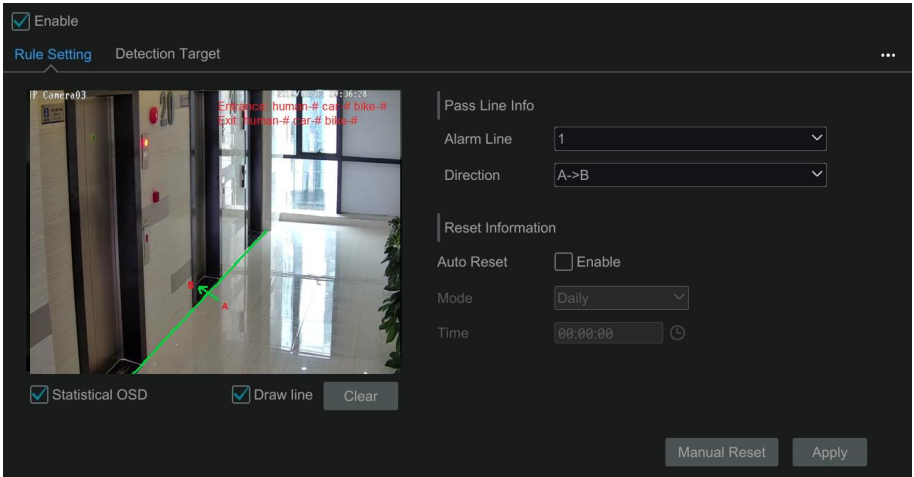 Enable
Rule Setting Detection Target
IP Camera03 36:28
Entrance: human-# car-# bike-#
Exit: human-# car-# bike-#
B
A
Statistical OSD Draw line Clear
Pass Line Info
Alarm Line 1
Direction A->B
Reset Information
Auto Reset Enable
Mode Daily
Time 00:00:00
Manual Reset Apply